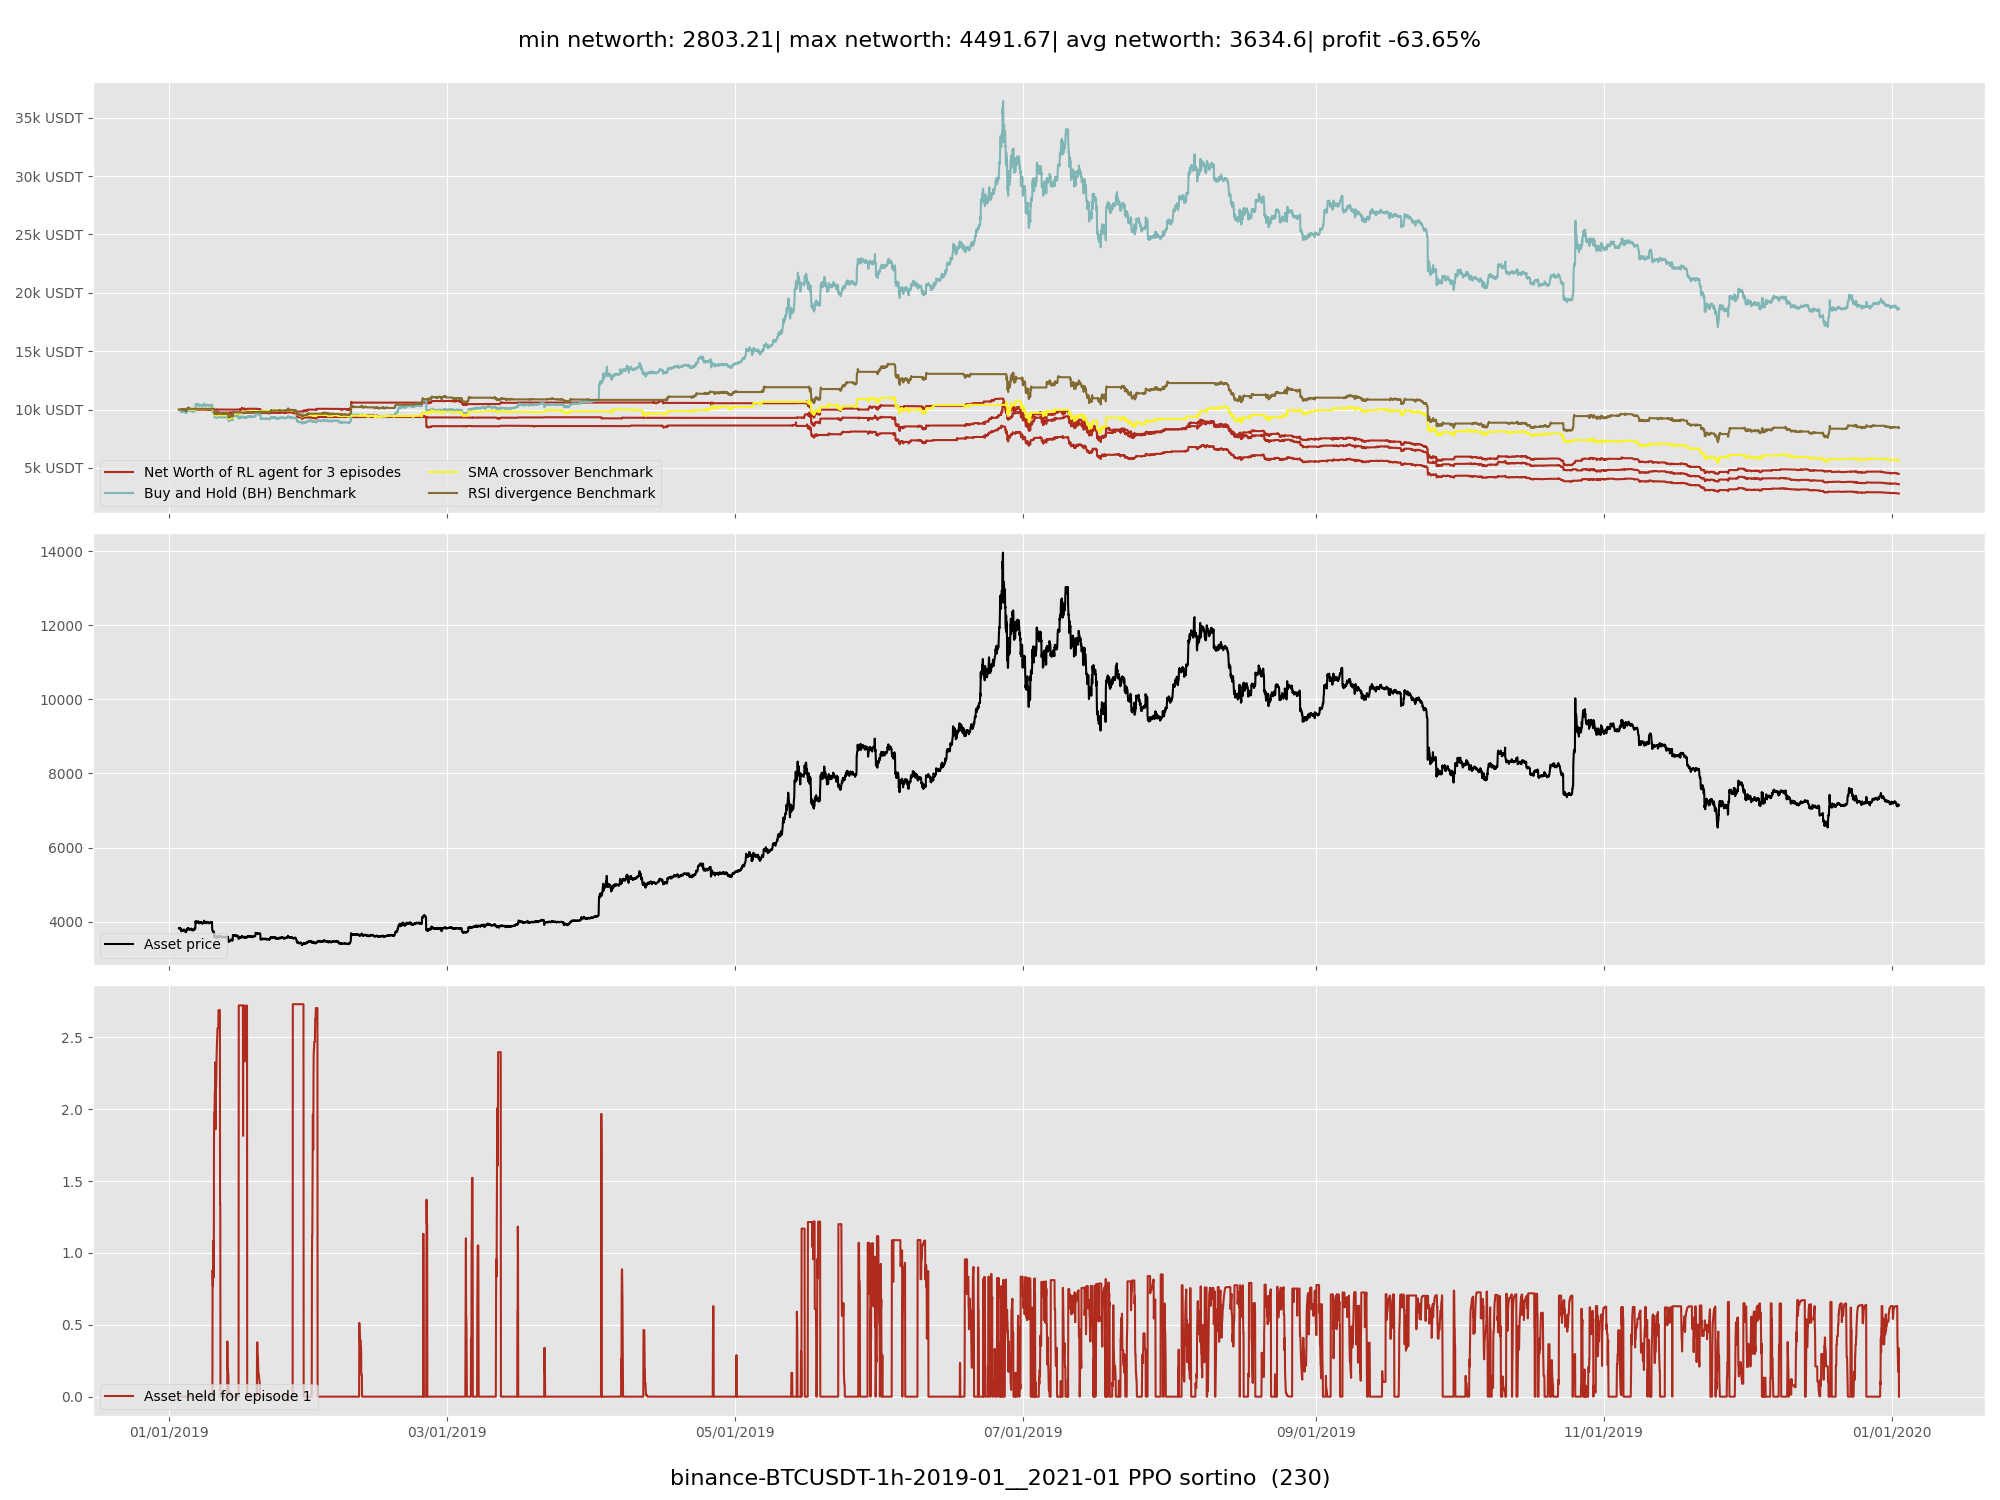 min networth: 2803.21| max networth: 4491.67| avg networth: 3634.6| profit -63.65%
35k USDT
30k USDT
25k USDT
20k USDT
15k USDT
10k USDT
5k USDT
Net Worth of RL agent for 3 episodes
Buy and Hold (BH) Benchmark
SMA crossover Benchmark
RSI divergence Benchmark
14000
12000
10000
8000
6000
4000
Asset price
2.5
2.0
1.5
1.0
0.5
0.0
Asset held for episode 1
01/01/2019 03/01/2019 05/01/2019 07/01/2019 09/01/2019 11/01/2019 01/01/2020
binance-BTCUSDT-1h-2019-01__2021-01 PPO sortino  (230)